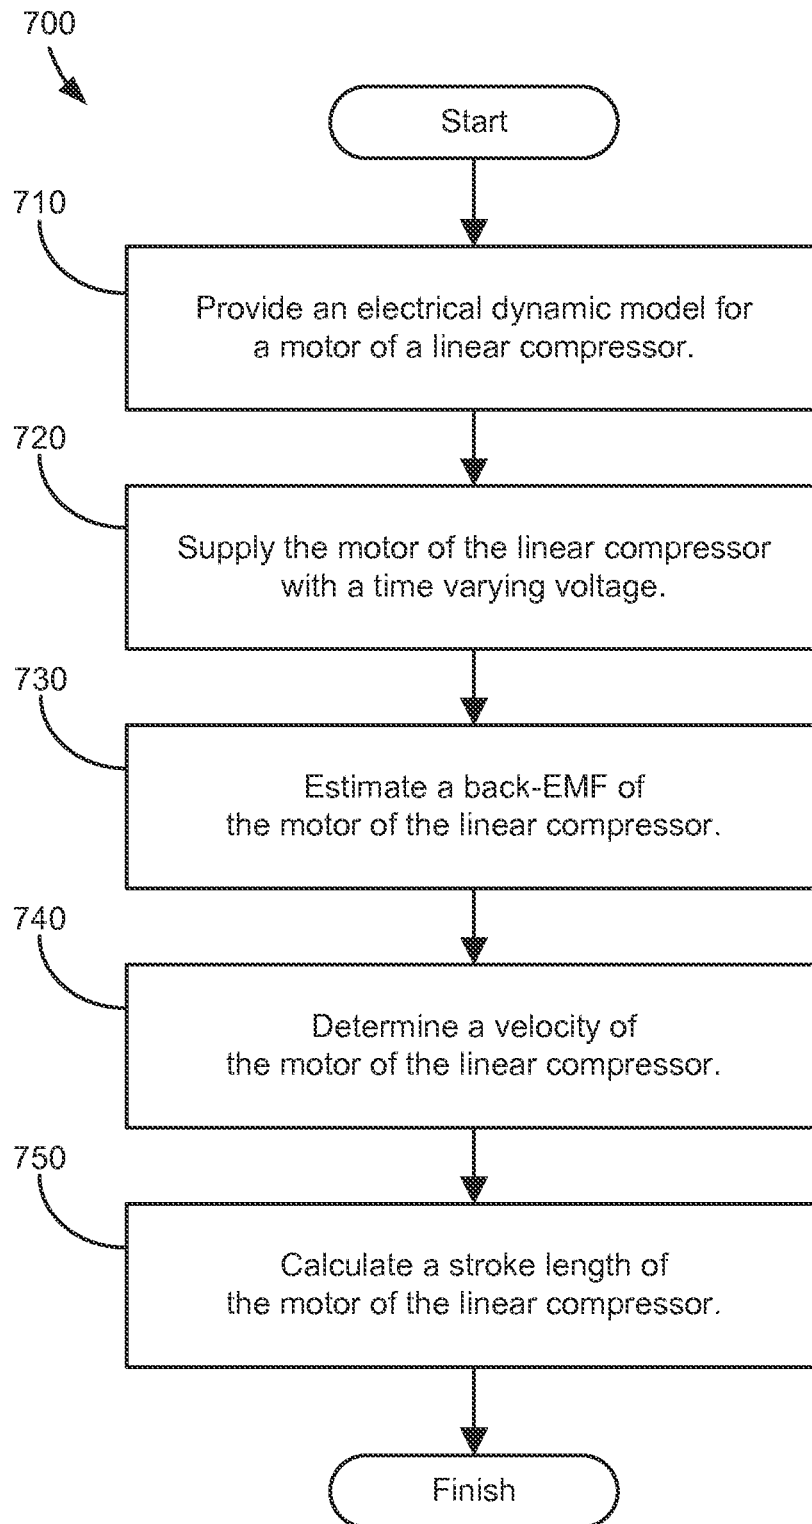 700
Start
710
Provide an electrical dynamic model for
a motor of a linear compressor.
720
Supply the motor of the linear compressor
with a time varying voltage.
730
Estimate a back-EMF of
the motor of the linear compressor.
740
Determine a velocity of
the motor of the linear compressor.
750
Calculate a stroke length of
the motor of the linear compressor.
Finish